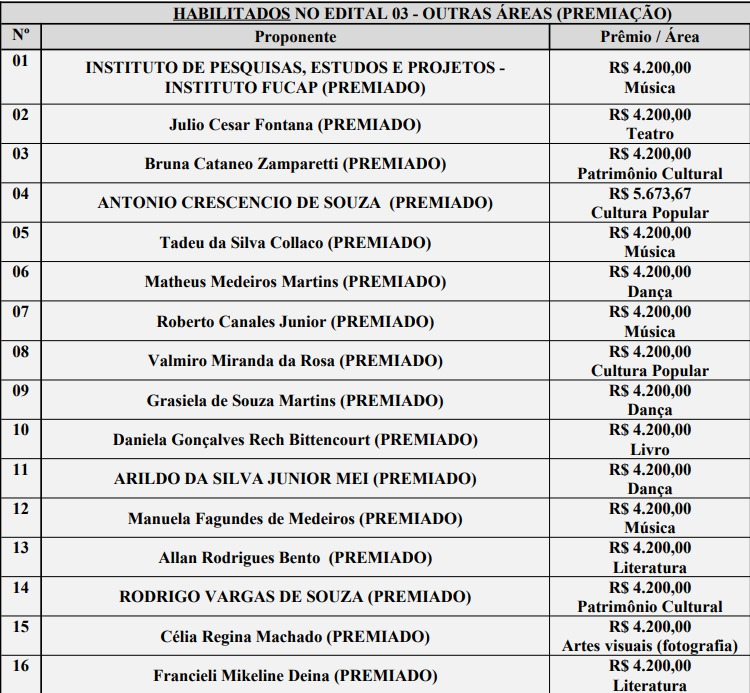 HABILITADOS NO EDITAL 03 - OUTRAS ÁREAS (PREMIAÇÃO)
Nº Proponente Prêmio / Área
01 INSTITUTO DE PESQUISAS, ESTUDOS E PROJETOS - INSTITUTO FUCAP (PREMIADO) R$ 4.200,00 Música
02 Julio Cesar Fontana (PREMIADO) R$ 4.200,00 Teatro
03 Bruna Cataneo Zamparetti (PREMIADO) R$ 4.200,00 Patrimônio Cultural
04 ANTONIO CRESCENCIO DE SOUZA (PREMIADO) R$ 5.673,67 Cultura Popular
05 Tadeu da Silva Collaco (PREMIADO) R$ 4.200,00 Música
06 Matheus Medeiros Martins (PREMIADO) R$ 4.200,00 Dança
07 Roberto Canales Junior (PREMIADO) R$ 4.200,00 Música
08 Valmiro Miranda da Rosa (PREMIADO) R$ 4.200,00 Cultura Popular
09 Grasiela de Souza Martins (PREMIADO) R$ 4.200,00 Dança
10 Daniela Gonçalves Rech Bittencourt (PREMIADO) R$ 4.200,00 Livro
11 ARILDO DA SILVA JUNIOR MEI (PREMIADO) R$ 4.200,00 Dança
12 Manuela Fagundes de Medeiros (PREMIADO) R$ 4.200,00 Música
13 Allan Rodrigues Bento (PREMIADO) R$ 4.200,00 Literatura
14 RODRIGO VARGAS DE SOUZA (PREMIADO) R$ 4.200,00 Patrimônio Cultural
15 Célia Regina Machado (PREMIADO) R$ 4.200,00 Artes visuais (fotografia)
16 Francieli Mikeline Deina (PREMIADO) R$ 4.200,00 Literatura